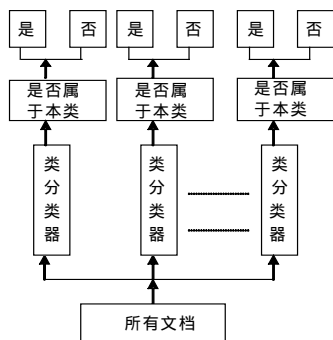 是 否 是 否 是 否
是否属 是否属 是否属
于本类 于本类 于本类
类分类器 类分类器 类分类器
所有文档